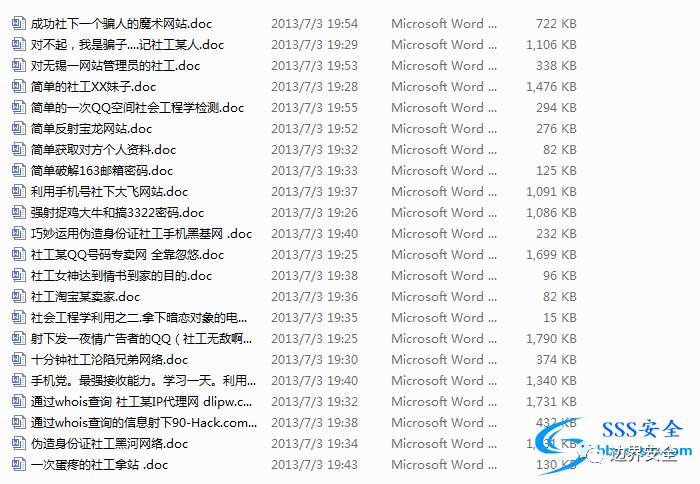 成功社下一个骗人的魔术网站.doc 2013/7/3 19:54 Microsoft Word ... 722 KB
对不起，我是骗子....记社工某人.doc 2013/7/3 19:29 Microsoft Word ... 1,106 KB
对无锡一网站管理员的社工.doc 2013/7/3 19:53 Microsoft Word ... 338 KB
简单的社工XX妹子.doc 2013/7/3 19:28 Microsoft Word ... 1,476 KB
简单的一次QQ空间社会工程学检测.doc 2013/7/3 19:55 Microsoft Word ... 294 KB
简单反射宝龙网站.doc 2013/7/3 19:52 Microsoft Word ... 276 KB
简单获取对方个人资料.doc 2013/7/3 19:32 Microsoft Word ... 82 KB
简单破解163邮箱密码.doc 2013/7/3 19:33 Microsoft Word ... 125 KB
利用手机号社下大飞网站.doc 2013/7/3 19:37 Microsoft Word ... 1,091 KB
强射捉鸡大牛和搞3322密码.doc 2013/7/3 19:26 Microsoft Word ... 1,086 KB
巧妙运用伪造身份证社工手机黑基网 .doc 2013/7/3 19:40 Microsoft Word ... 232 KB
社工某QQ号码专卖网 全靠忽悠.doc 2013/7/3 19:25 Microsoft Word ... 1,699 KB
社工女神达到情书到家的目的.doc 2013/7/3 19:38 Microsoft Word ... 96 KB
社工淘宝某卖家.doc 2013/7/3 19:36 Microsoft Word ... 82 KB
社会工程学利用之二.拿下暗恋对象的电... 2013/7/3 19:35 Microsoft Word ... 15 KB
射下发一夜情广告者的QQ（社工无敌啊... 2013/7/3 19:35 Microsoft Word ... 1,790 KB
十分钟社工沦陷兄弟网络.doc 2013/7/3 19:30 Microsoft Word ... 374 KB
手机党。最强接收能力。学习一天。利用... 2013/7/3 19:40 Microsoft Word ... 1,340 KB
通过whois查询 社工某IP代理网 dlipw.c... 2013/7/3 19:32 Microsoft Word ... 1,731 KB
通过whois查询的信息射下90-Hack.com... 2013/7/3 19:38 Microsoft Word ... 432 KB
伪造身份证社工黑河网络.doc 2013/7/3 19:34 Microsoft Word ... KB
一次蛋疼的社工拿站 .doc 2013/7/3 19:43 Microsoft Word ... 130 KB
SSS安全
边界安全